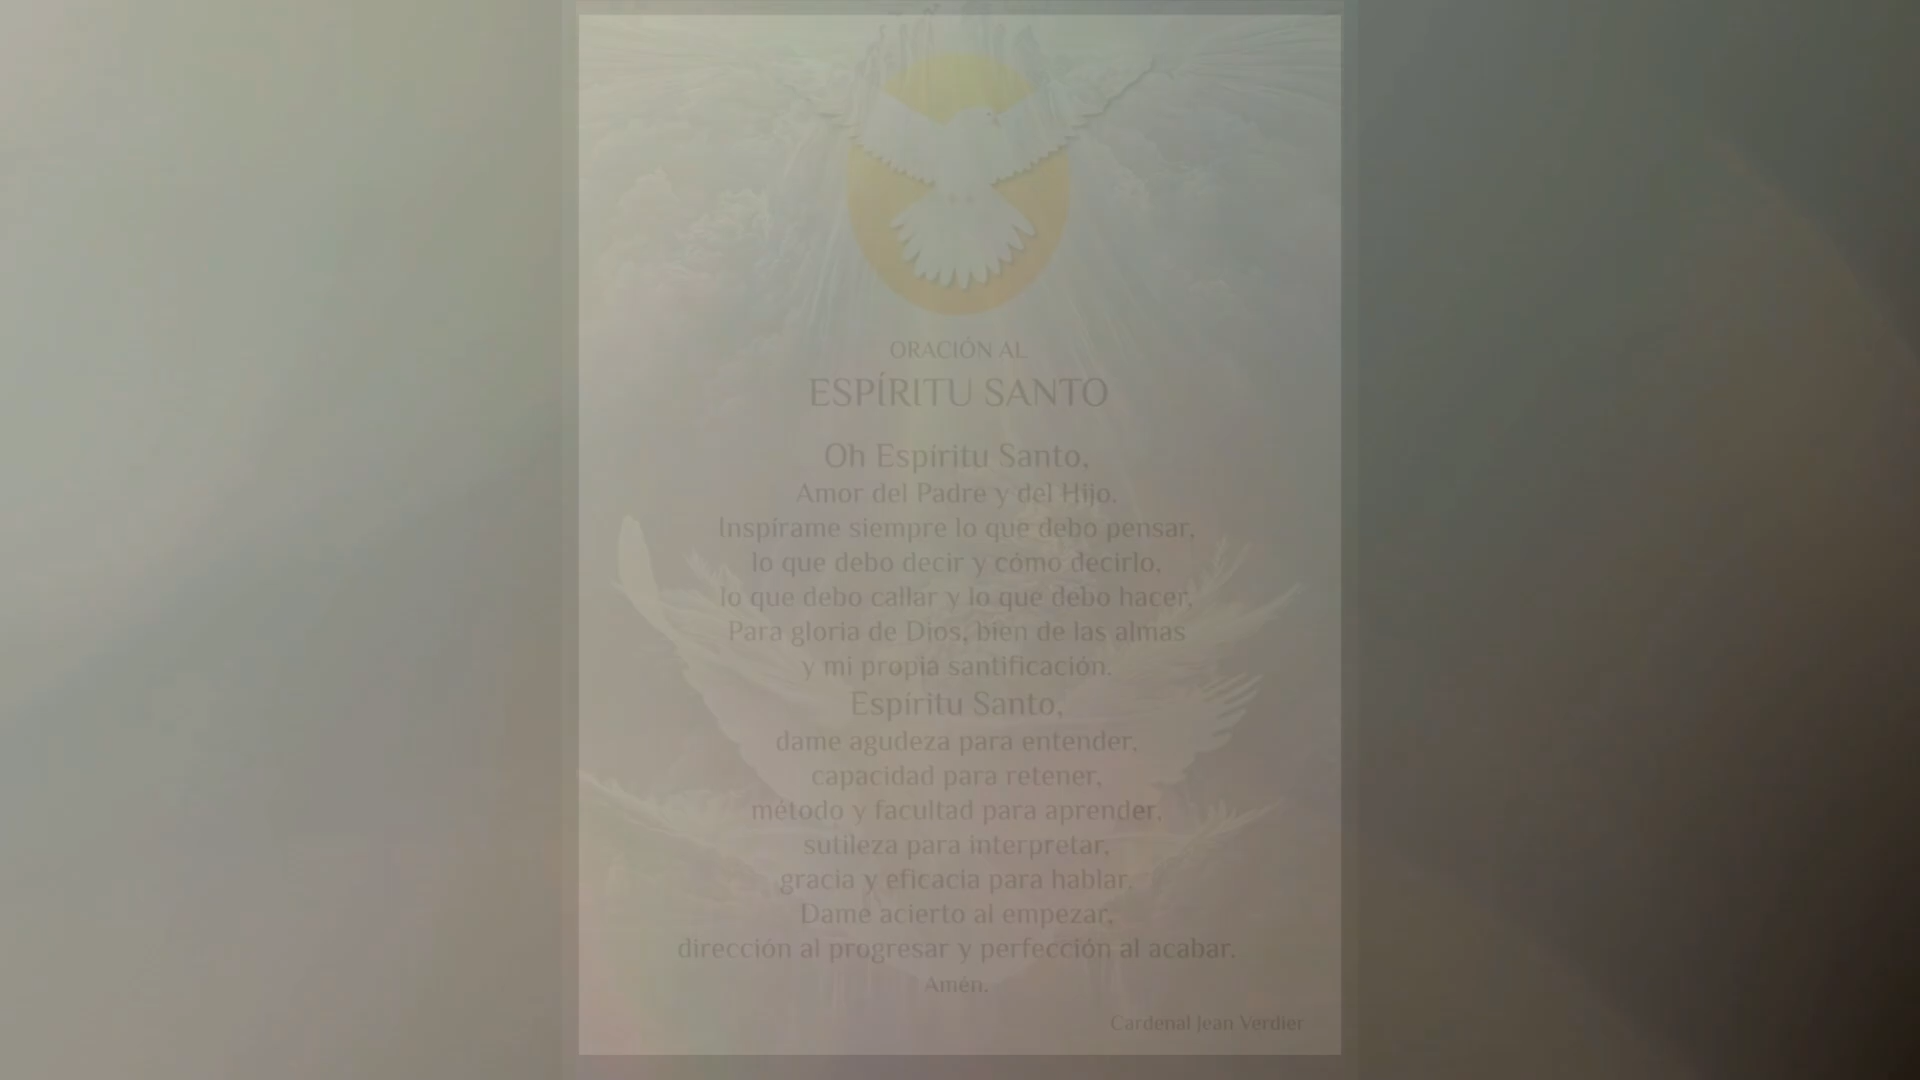 ORACIÓN AL
ESPÍRITU SANTO
Oh Espíritu Santo,
Amor del Padre y del Hijo,
Inspírame siempre lo que debo pensar,
lo que debo decir y cómo decirlo,
lo que debo callar y lo que debo hacer,
Para gloria de Dios, bien de las almas
y mi propia santificación.
Espíritu Santo,
dame agudeza para entender,
capacidad para retener,
método y facultad para aprender,
sutileza para interpretar,
gracia y eficacia para hablar,
Dame acierto al empezar,
dirección al progresar y perfección al acabar.
Amén.
Cardenal Jean Verdier